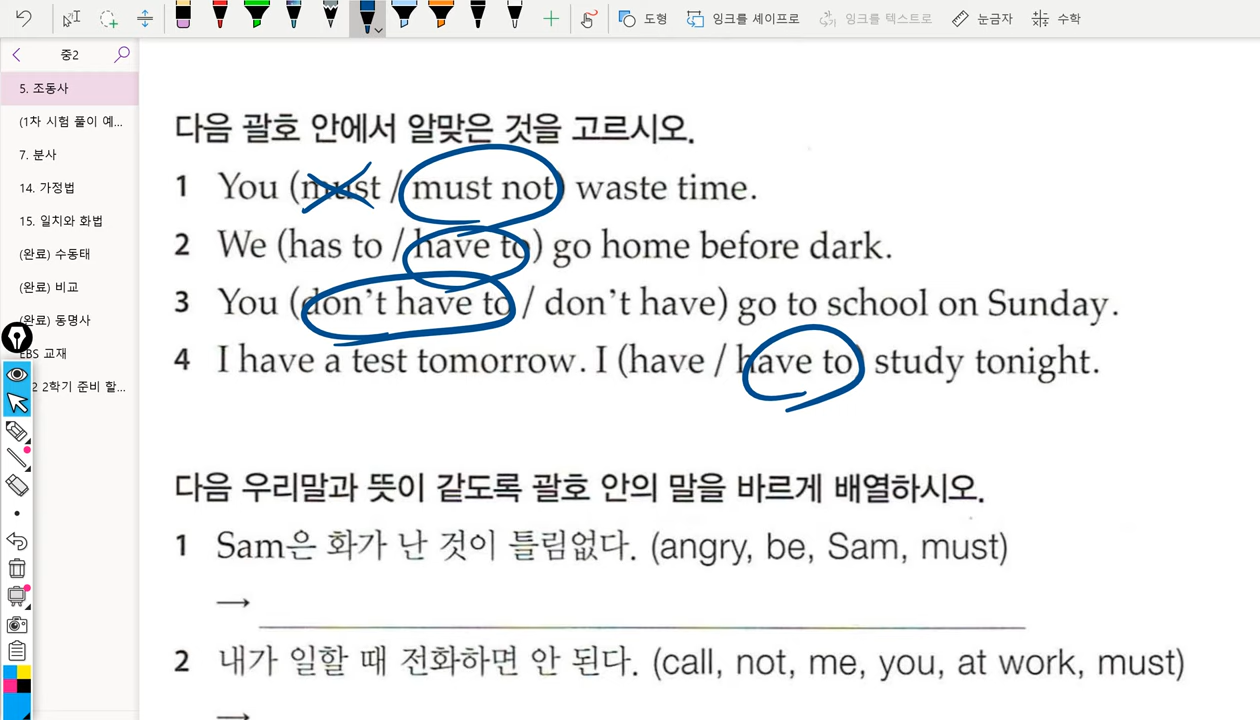 도형
잉크를 셰이프로
잉크를 텍스트로
눈금자
수학
중2
5. 조동사
(1차 시험 풀이 예...
7. 분사
14. 가정법
15. 일치와 화법
(완료) 수동태
(완료) 비교
(완료) 동명사
EBS 교재
2 2학기 준비 할...
다음 괄호 안에서 알맞은 것을 고르시오.
1 You (must / must not) waste time.
2 We (has to / have to) go home before dark.
3 You (don't have to / don't have) go to school on Sunday.
4 I have a test tomorrow. I (have / have to) study tonight.
다음 우리말과 뜻이 같도록 괄호 안의 말을 바르게 배열하시오.
1 Sam은 화가 난 것이 틀림없다. (angry, be, Sam, must)
→
2 내가 일할 때 전화하면 안 된다. (call, not, me, you, at work, must)
→